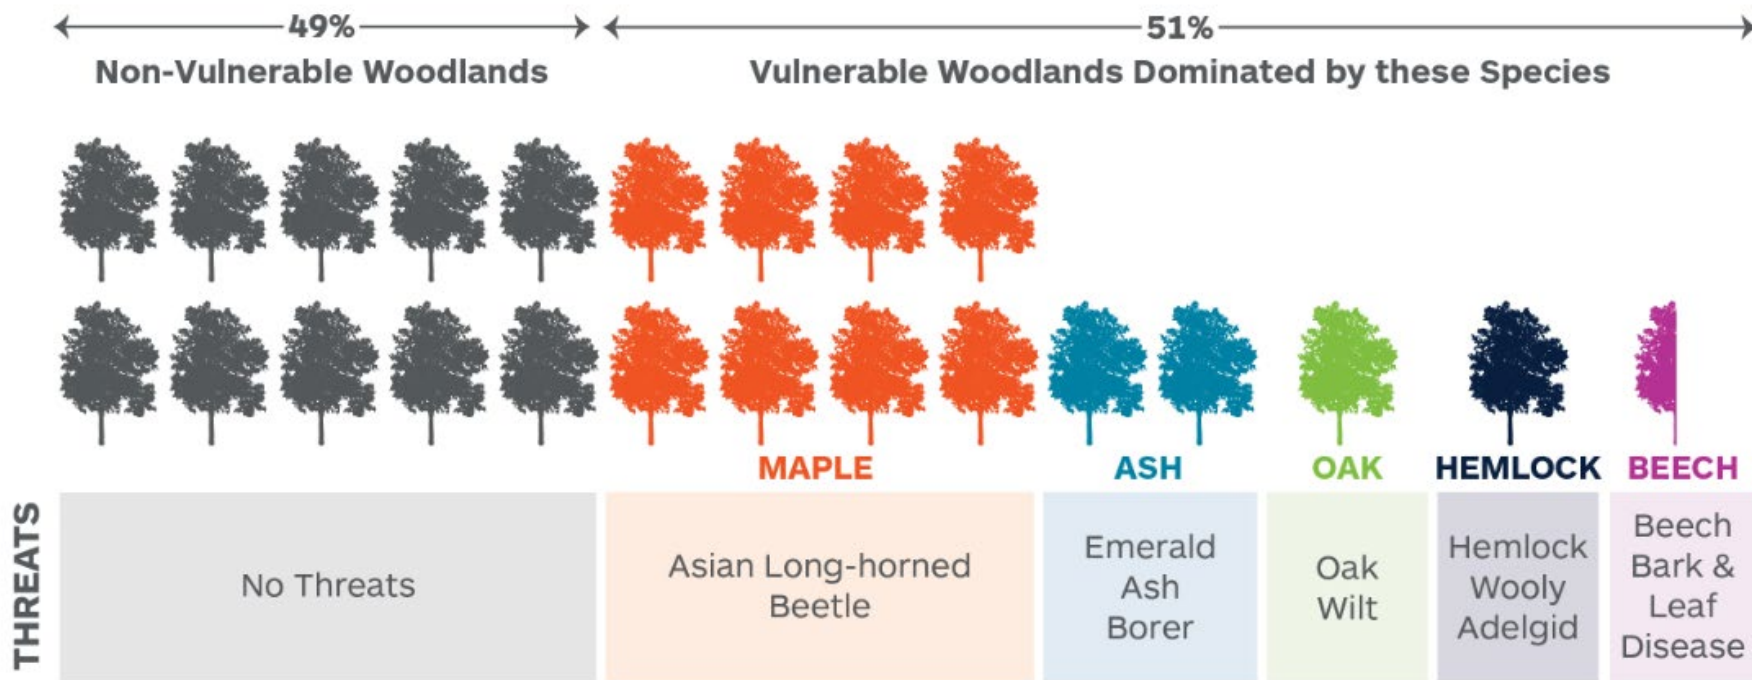 49%
51%
Non-Vulnerable Woodlands
Vulnerable Woodlands Dominated by these Species
MAPLE
ASH
OAK
HEMLOCK
BEECH
THREATS
No Threats
Asian Long-horned
Beetle
Emerald
Ash
Borer
Oak
Wilt
Hemlock
Wooly
Adelgid
Beech
Bark &
Leaf
Disease